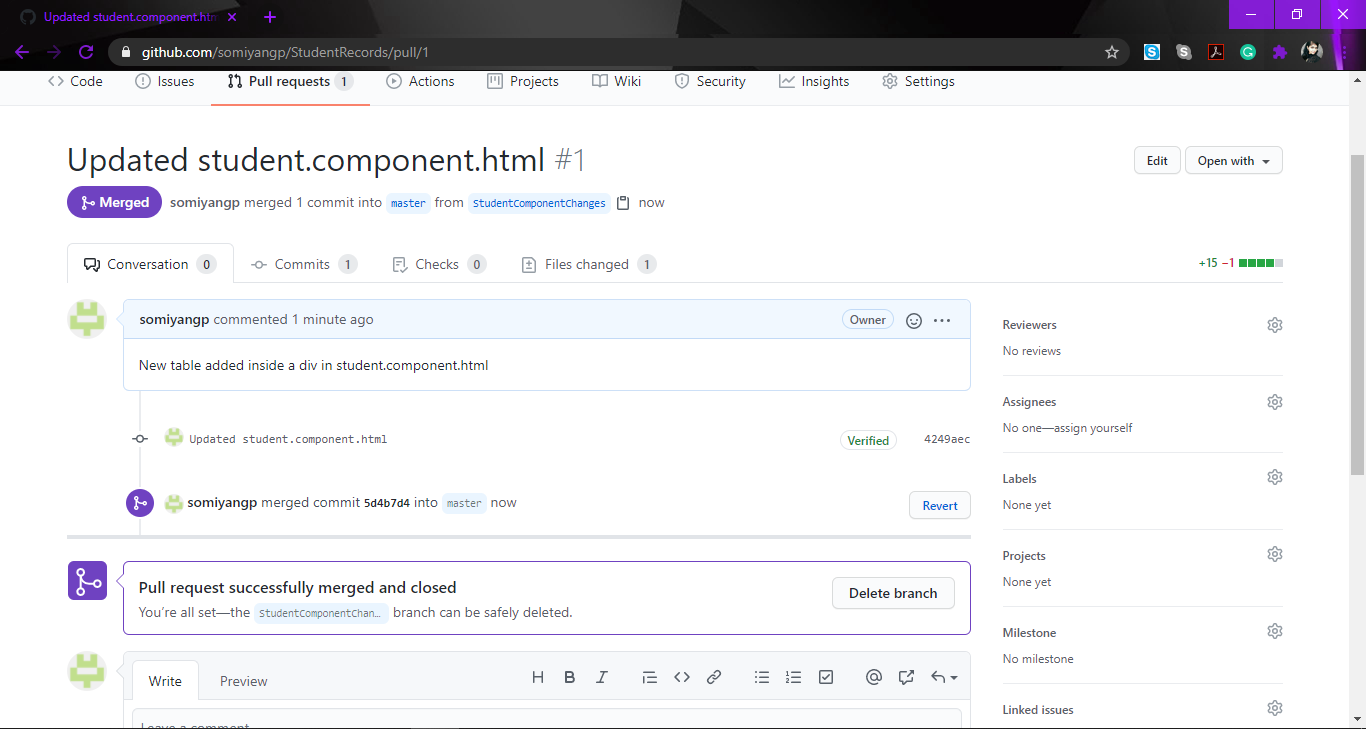 Updated student.component.htm
github.com/somiyangp/StudentRecords/pull/1
Code Issues Pull requests 1 Actions Projects Wiki Security Insights Settings
Updated student.component.html #1
Edit Open with
Merged somiyangp merged 1 commit into master from StudentComponentChanges now
Conversation 0 Commits 1 Checks 0 Files changed 1 +15 −1
somiyangp commented 1 minute ago Owner
New table added inside a div in student.component.html
Updated student.component.html Verified 4249aec
somiyangp merged commit 5d4b7d4 into master now Revert
Pull request successfully merged and closed
You're all set—the StudentComponentChan… branch can be safely deleted.
Delete branch
Write Preview
Leave a comment
Reviewers
No reviews
Assignees
No one—assign yourself
Labels
None yet
Projects
None yet
Milestone
No milestone
Linked issues